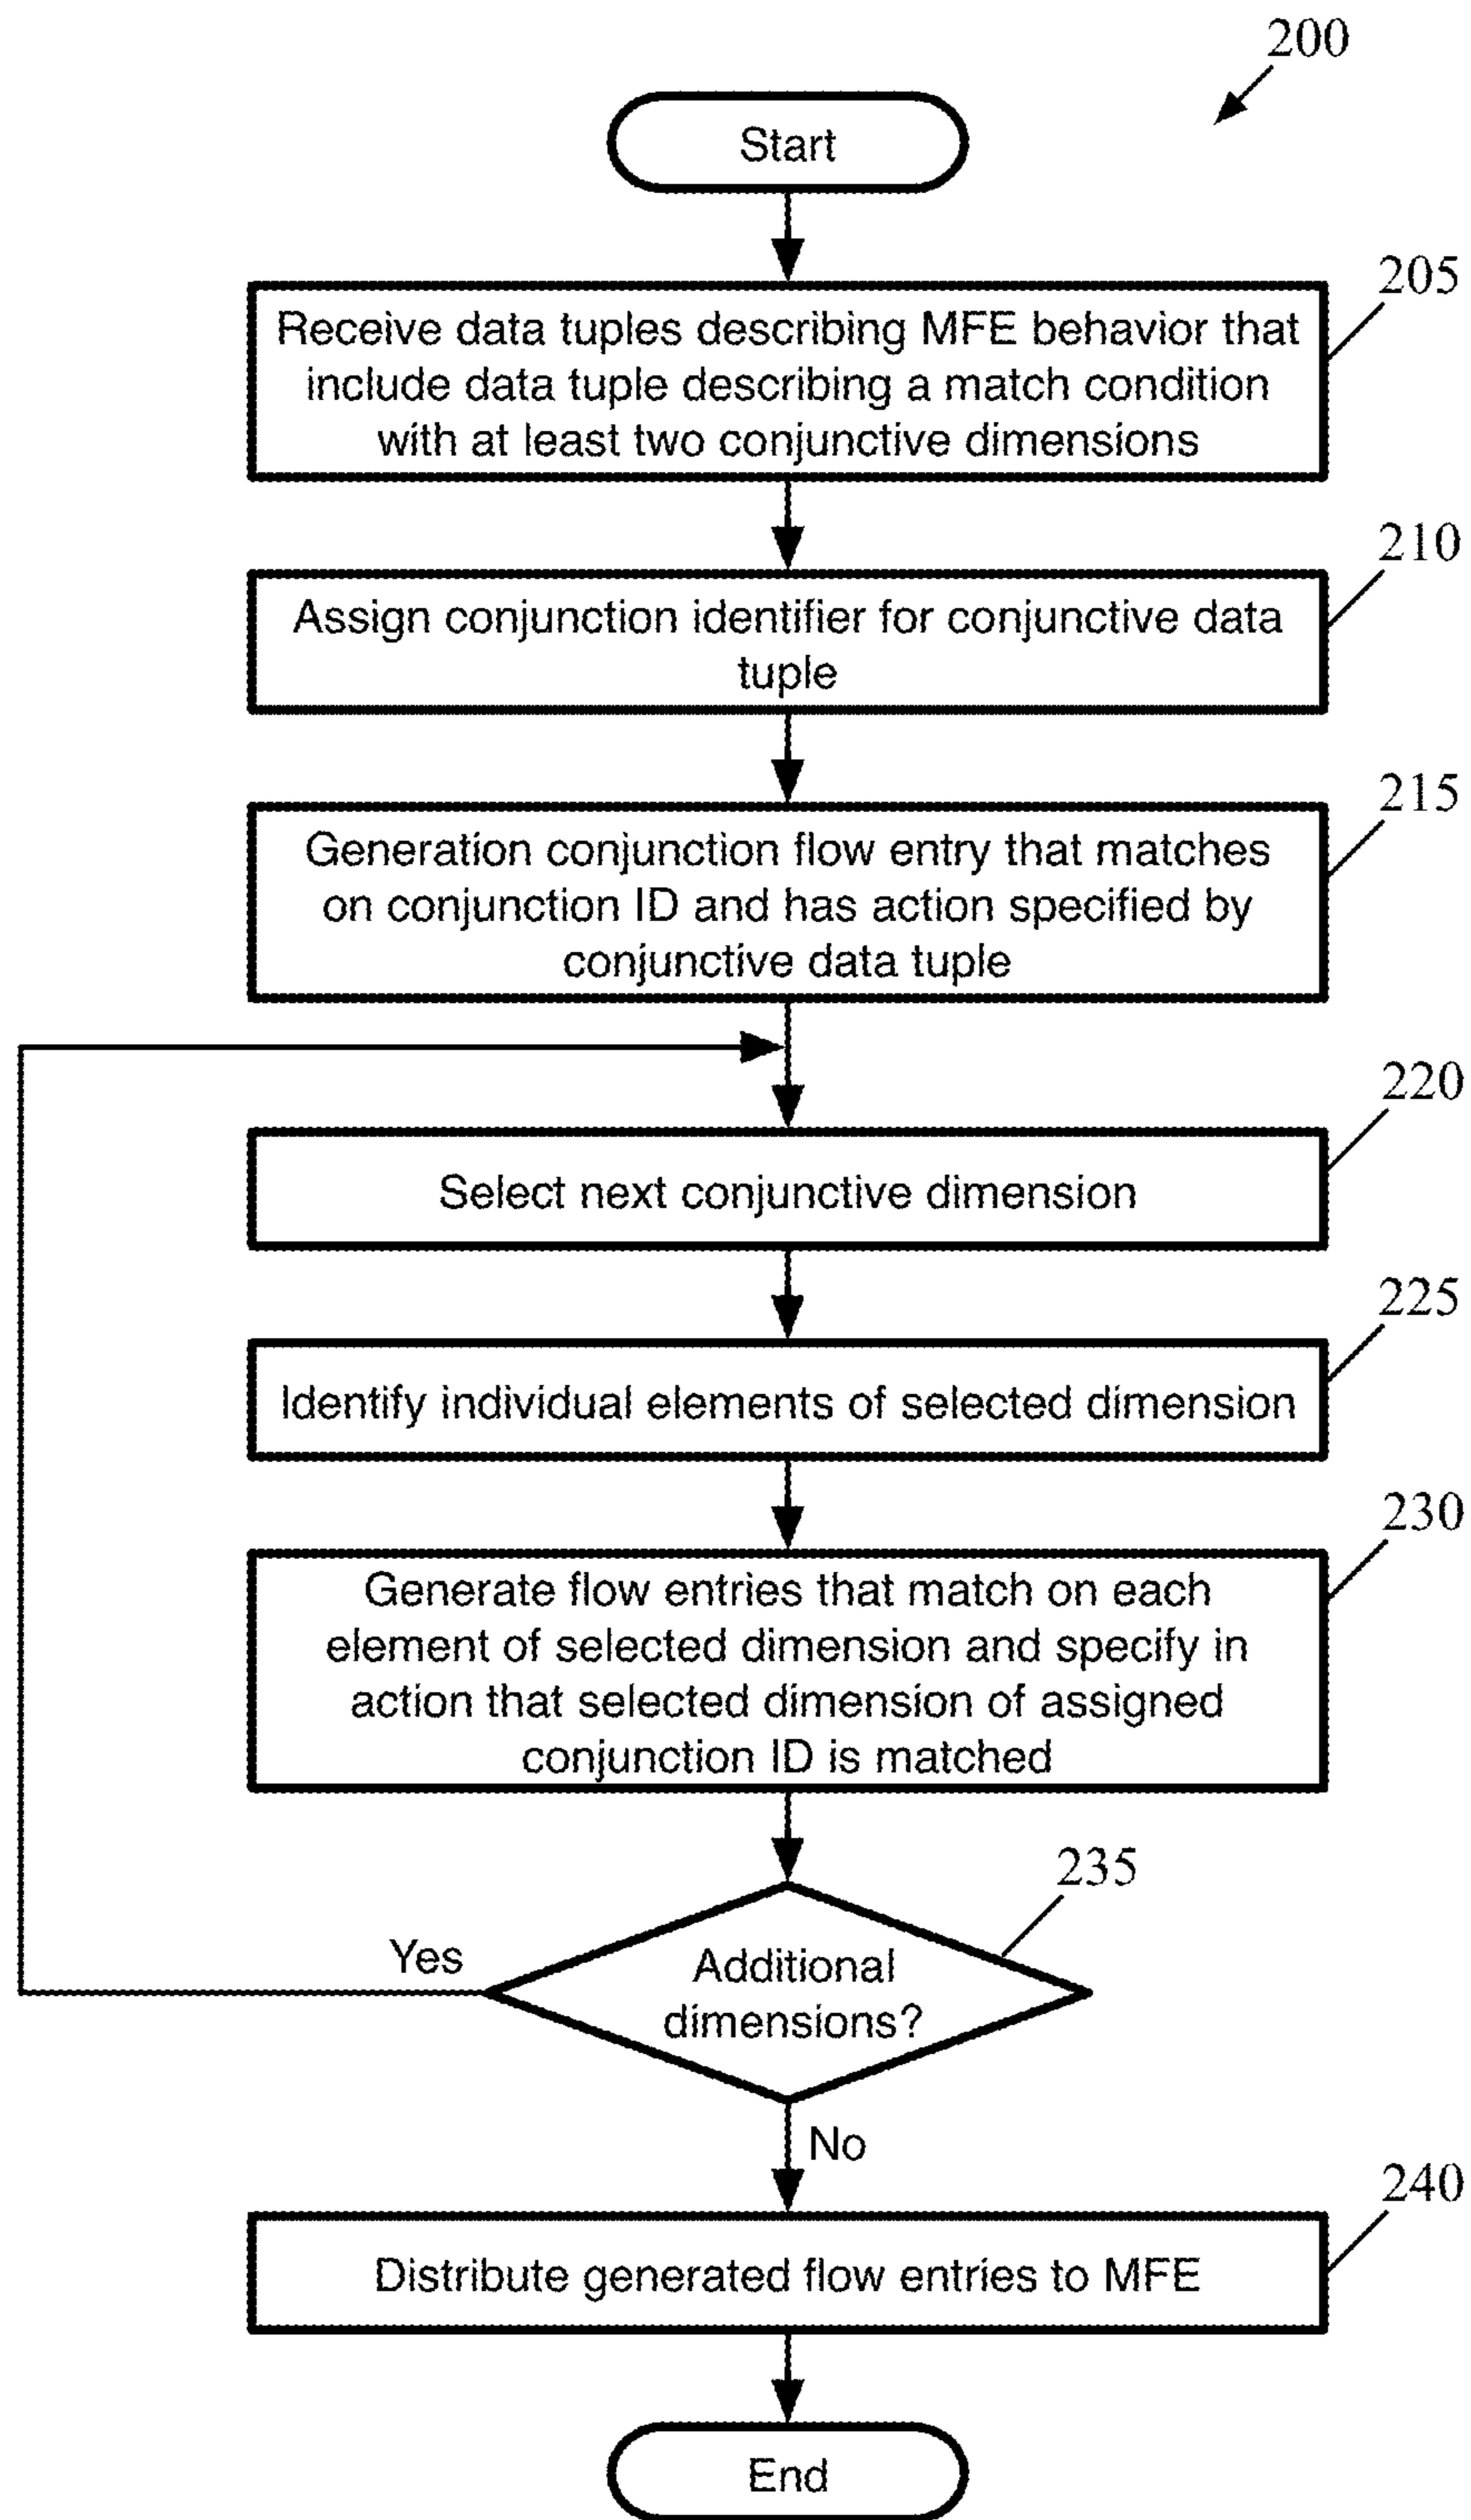 200
Start
205
Receive data tuples describing MFE behavior that
include data tuple describing a match condition
with at least two conjunctive dimensions
210
Assign conjunction identifier for conjunctive data
tuple
215
Generation conjunction flow entry that matches
on conjunction ID and has action specified by
conjunctive data tuple
220
Select next conjunctive dimension
225
Identify individual elements of selected dimension
230
Generate flow entries that match on each
element of selected dimension and specify in
action that selected dimension of assigned
conjunction ID is matched
235
Yes
Additional
dimensions?
No
240
Distribute generated flow entries to MFE
End